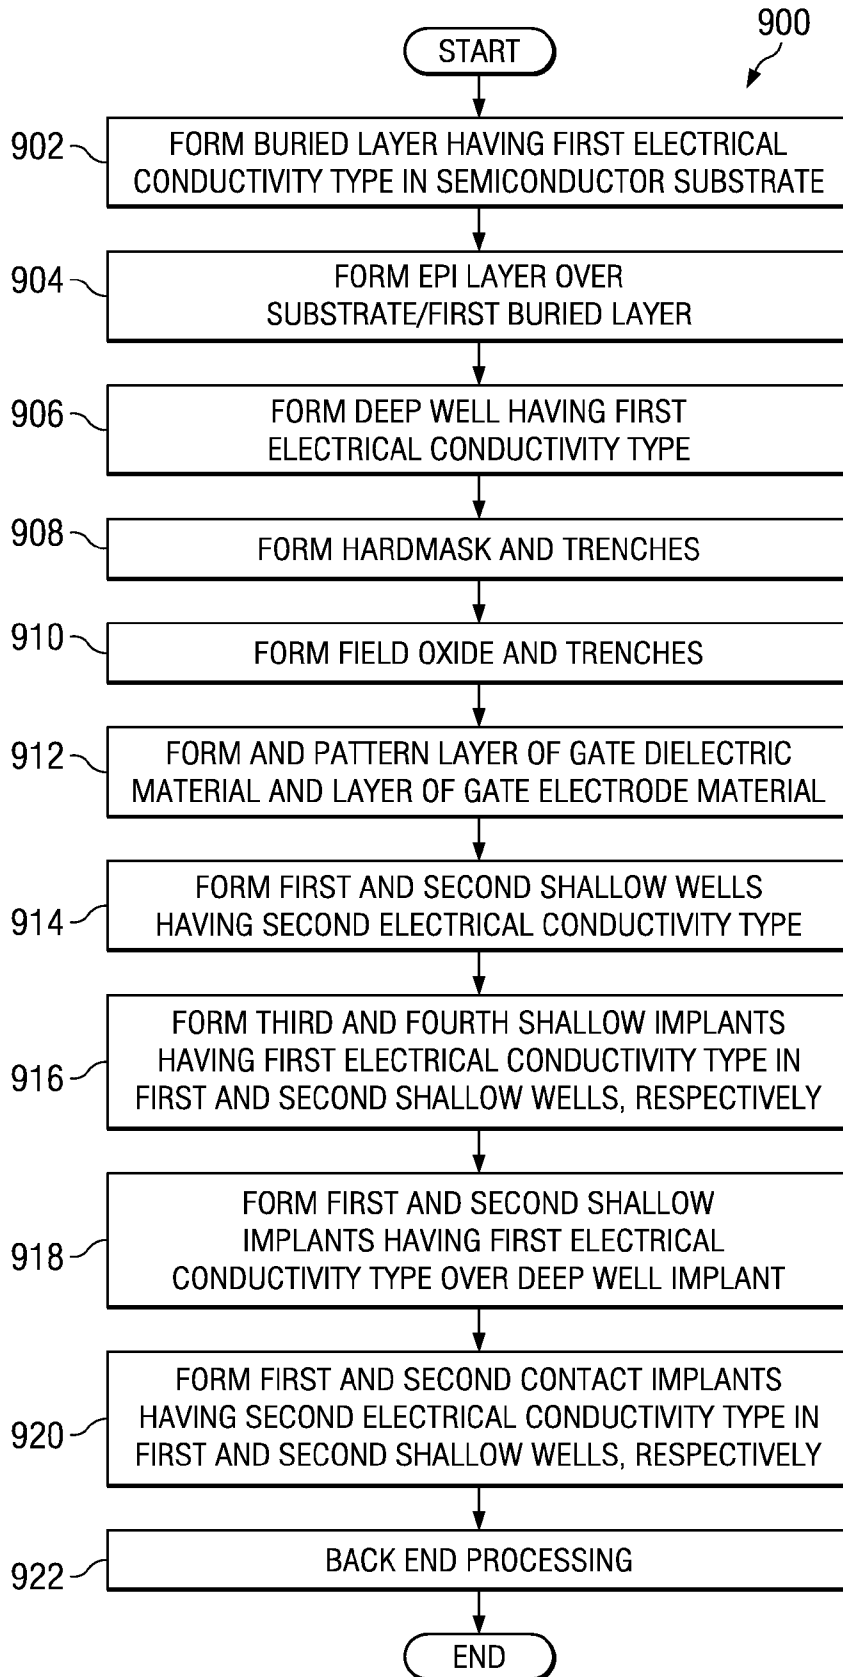 900
START
902
FORM BURIED LAYER HAVING FIRST ELECTRICAL
CONDUCTIVITY TYPE IN SEMICONDUCTOR SUBSTRATE
904
FORM EPI LAYER OVER
SUBSTRATE/FIRST BURIED LAYER
906
FORM DEEP WELL HAVING FIRST
ELECTRICAL CONDUCTIVITY TYPE
908
FORM HARDMASK AND TRENCHES
910
FORM FIELD OXIDE AND TRENCHES
912
FORM AND PATTERN LAYER OF GATE DIELECTRIC
MATERIAL AND LAYER OF GATE ELECTRODE MATERIAL
914
FORM FIRST AND SECOND SHALLOW WELLS
HAVING SECOND ELECTRICAL CONDUCTIVITY TYPE
916
FORM THIRD AND FOURTH SHALLOW IMPLANTS
HAVING FIRST ELECTRICAL CONDUCTIVITY TYPE IN
FIRST AND SECOND SHALLOW WELLS, RESPECTIVELY
918
FORM FIRST AND SECOND SHALLOW
IMPLANTS HAVING FIRST ELECTRICAL
CONDUCTIVITY TYPE OVER DEEP WELL IMPLANT
920
FORM FIRST AND SECOND CONTACT IMPLANTS
HAVING SECOND ELECTRICAL CONDUCTIVITY TYPE IN
FIRST AND SECOND SHALLOW WELLS, RESPECTIVELY
922
BACK END PROCESSING
END